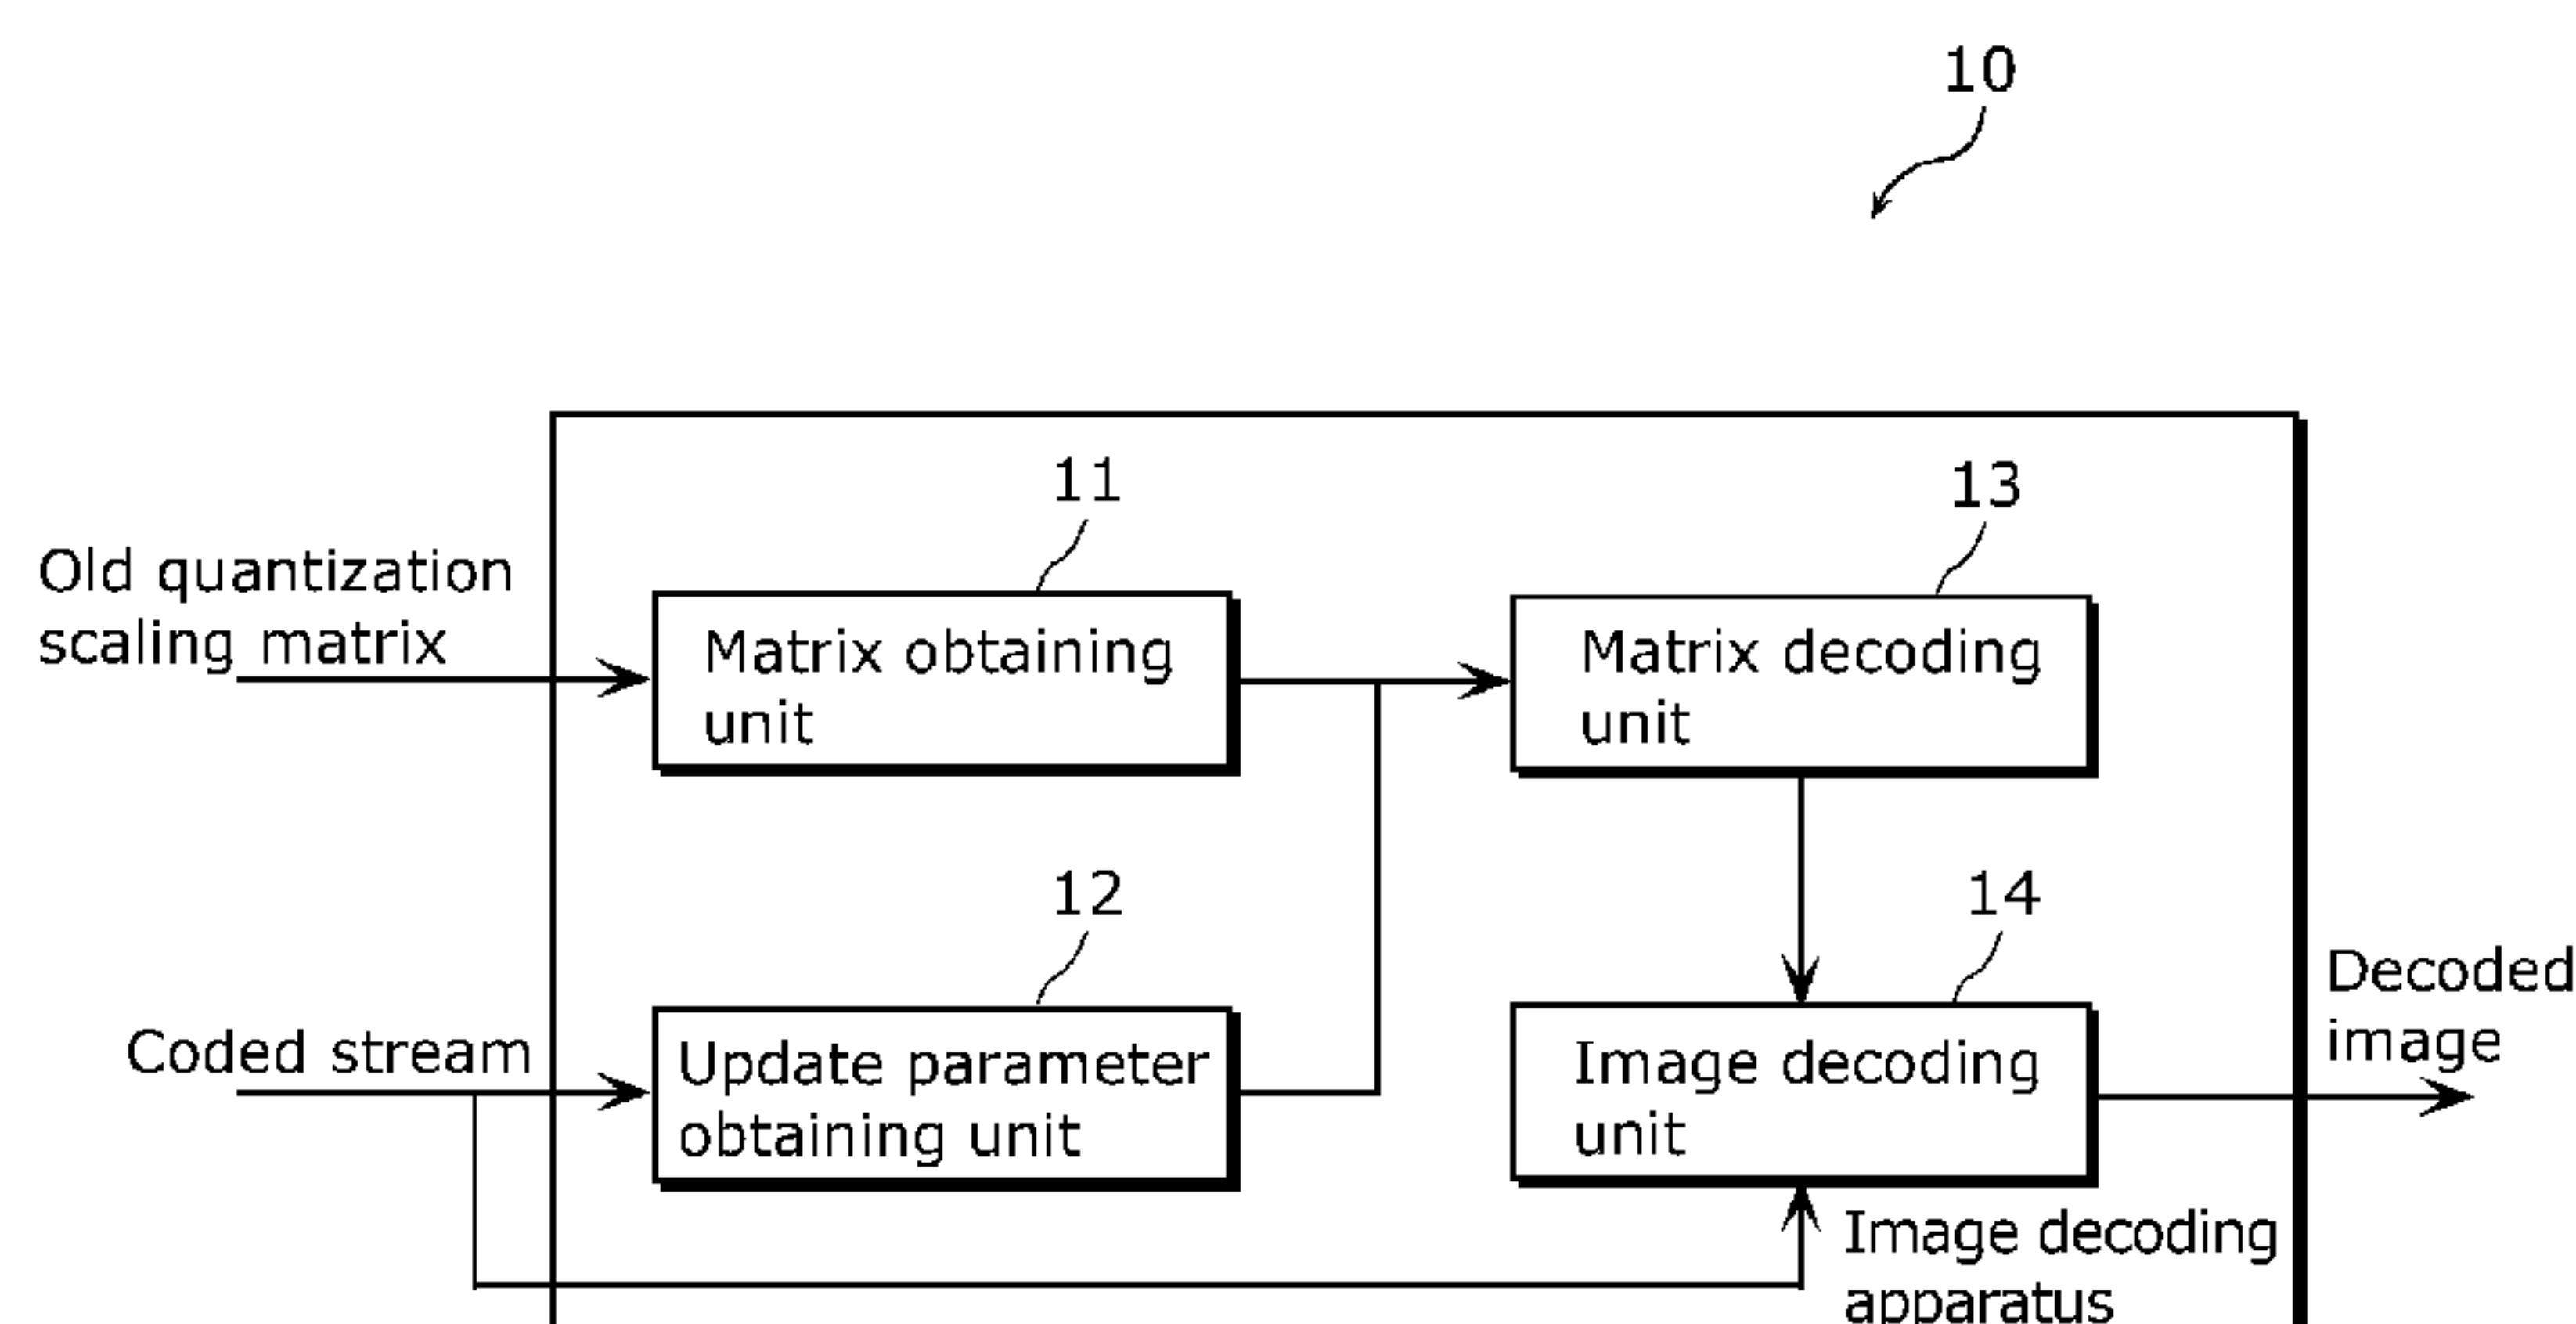 10
11
13
Old quantization
scaling matrix
Matrix obtaining
unit
Matrix decoding
unit
12
14
Coded stream
Update parameter
obtaining unit
Image decoding
unit
Decoded
image
Image decoding
apparatus